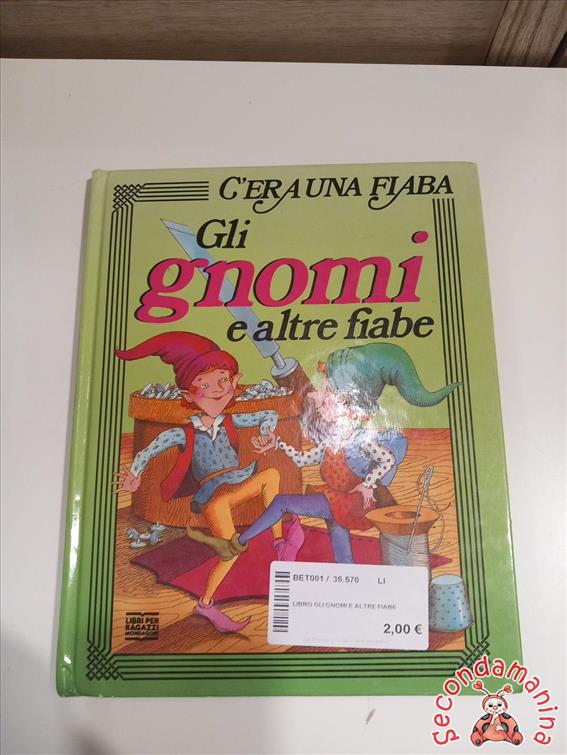 C'ERA UNA FIABA
Gli
gnomi
e altre fiabe
LIBRI PER
RAGAZZI
MONDADORI
BET001 / 35.570 LI
LIBRO GLI GNOMI E ALTRE FIABE
2,00 €
Secondamanina